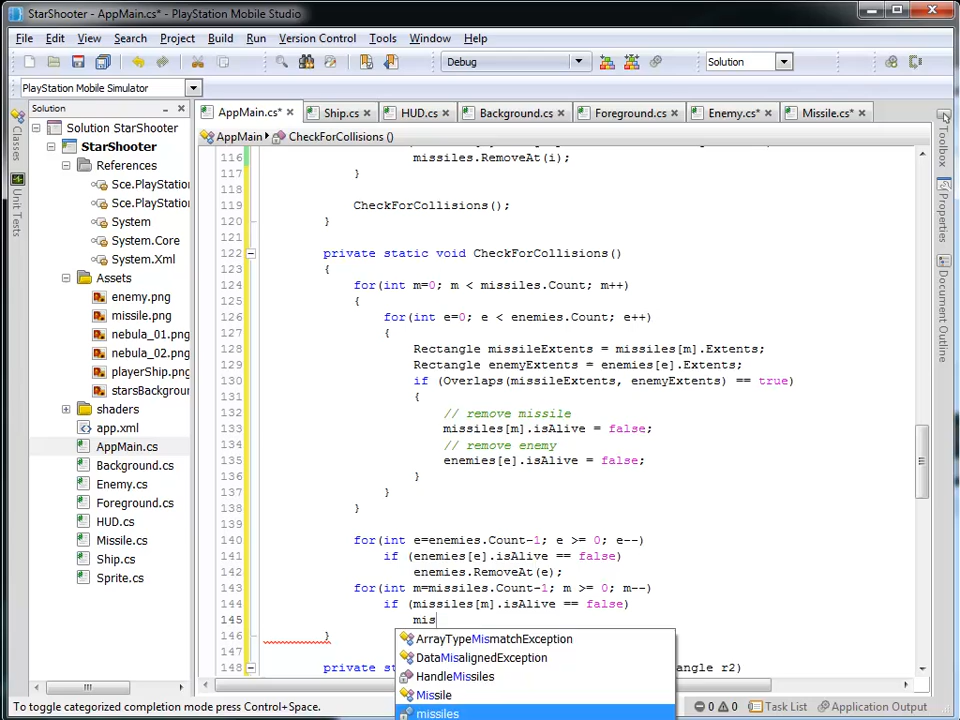 StarShooter - AppMain.cs* - PlayStation Mobile Studio
File Edit View Search Project Build Run Version Control Tools Window Help
Debug Solution
PlayStation Mobile Simulator
Solution
AppMain.cs* Ship.cs HUD.cs Background.cs Foreground.cs Enemy.cs* Missile.cs*
AppMain CheckForCollisions ()
Classes
Unit Tests
Solution StarShooter
StarShooter
References
Sce.PlayStatio
Sce.PlayStatio
System
System.Core
System.Xml
Assets
enemy.png
missile.png
nebula_01.png
nebula_02.png
playerShip.png
starsBackgrour
shaders
app.xml
AppMain.cs
Background.cs
Enemy.cs
Foreground.cs
HUD.cs
Missile.cs
Ship.cs
Sprite.cs
116 missiles.RemoveAt(i);
117 }
118
119 CheckForCollisions();
120 }
121
122 private static void CheckForCollisions()
123 {
124 for(int m=0; m < missiles.Count; m++)
125 {
126 for(int e=0; e < enemies.Count; e++)
127 {
128 Rectangle missileExtents = missiles[m].Extents;
129 Rectangle enemyExtents = enemies[e].Extents;
130 if (Overlaps(missileExtents, enemyExtents) == true)
131 {
132 // remove missile
133 missiles[m].isAlive = false;
134 // remove enemy
135 enemies[e].isAlive = false;
136 }
137 }
138 }
139
140 for(int e=enemies.Count-1; e >= 0; e--)
141 if (enemies[e].isAlive == false)
142 enemies.RemoveAt(e);
143 for(int m=missiles.Count-1; m >= 0; m--)
144 if (missiles[m].isAlive == false)
145 mis
146 }
147
148 private st angle r2)
ArrayTypeMismatchException
DataMisalignedException
HandleMissiles
Missile
missiles
Toolbox
Properties
Document Outline
To toggle categorized completion mode press Control+Space.
0 0 Task List Application Output